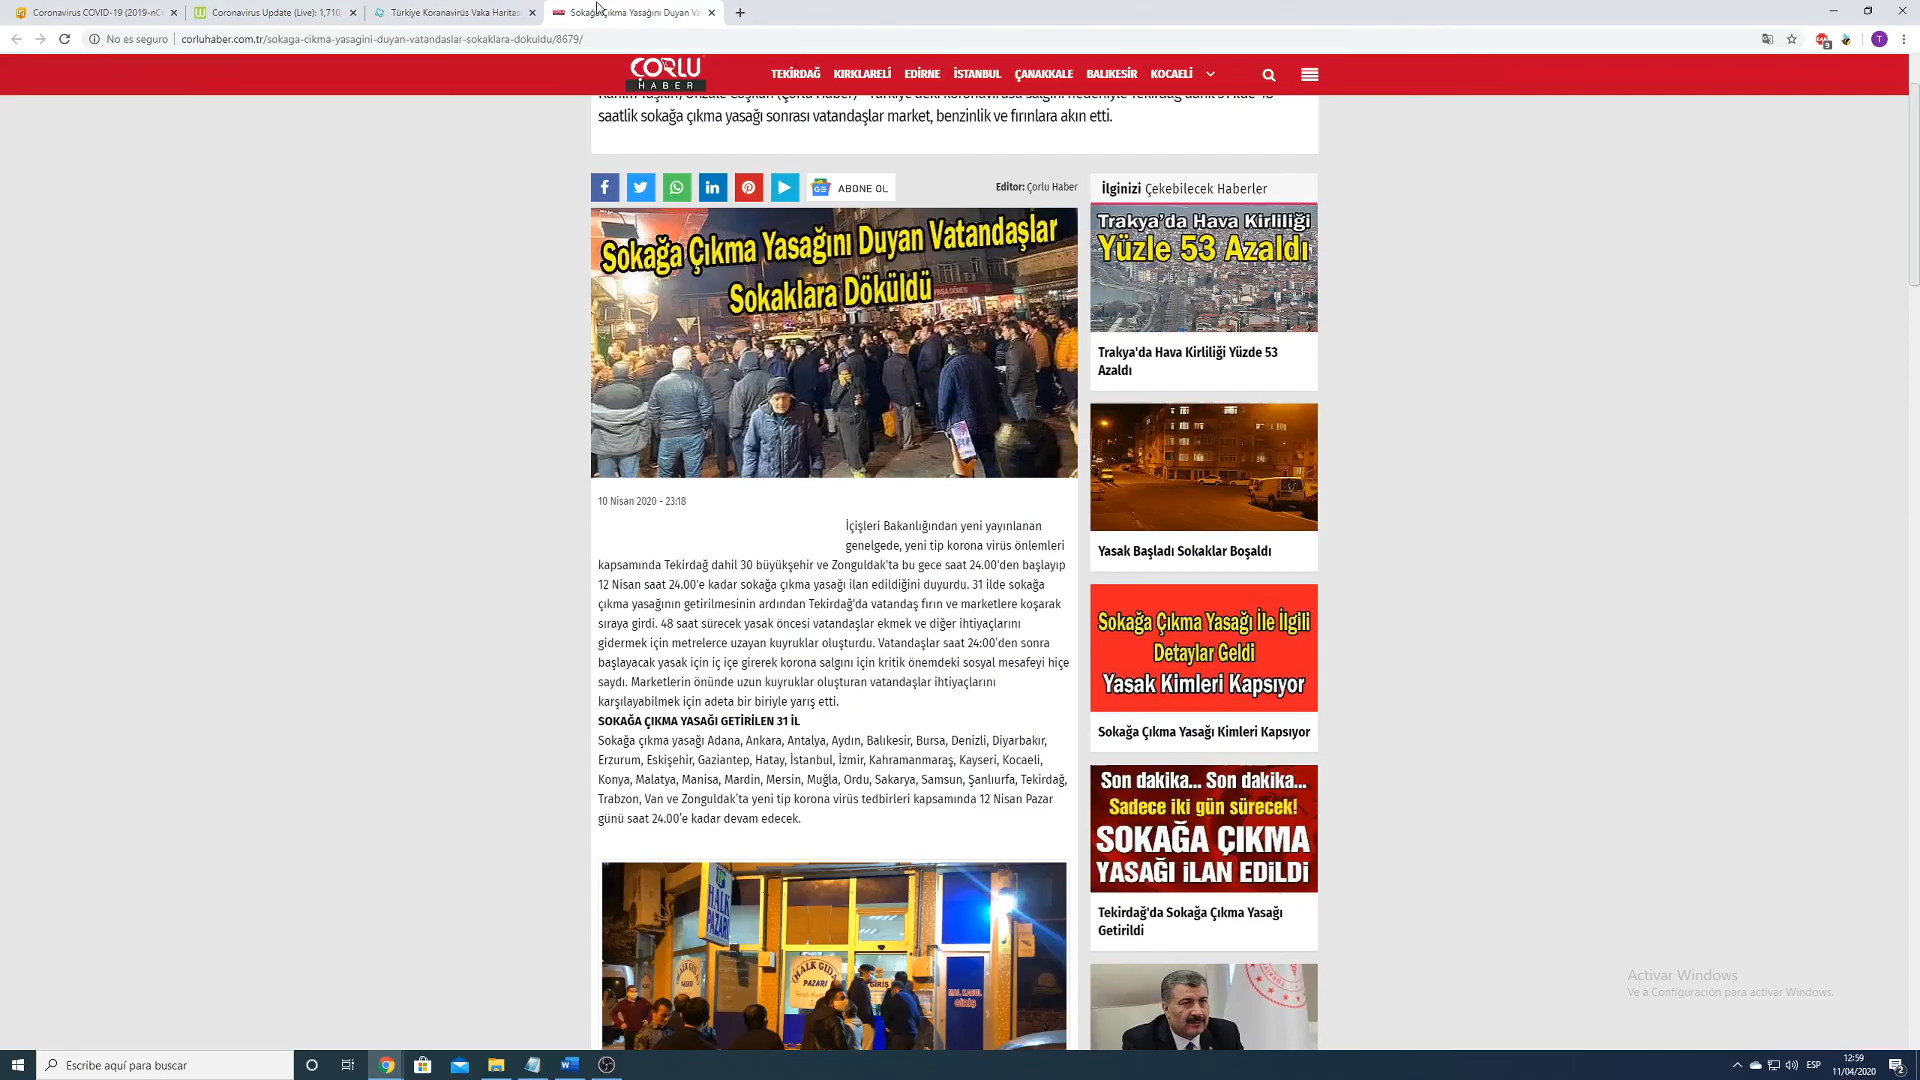 Coronavirus COVID-19 (2019-nC
Coronavirus Update (Live): 1,710
Türkiye Koranavirüs Vaka Haritas
Sokağa Çıkma Yasağını Duyan Va
No es seguro
corluhaber.com.tr/sokaga-cikma-yasagini-duyan-vatandaslar-sokaklara-dokuldu/8679/
ÇORLU
HABER
TEKİRDAĞ KIRKLARELİ EDİRNE İSTANBUL ÇANAKKALE BALIKESİR KOCAELİ
saatlik sokağa çıkma yasağı sonrası vatandaşlar market, benzinlik ve fırınlara akın etti.
ABONE OL
Editor: Çorlu Haber
Sokağa Çıkma Yasağını Duyan Vatandaşlar
Sokaklara Döküldü
10 Nisan 2020 - 23:18
İçişleri Bakanlığından yeni yayınlanan
genelgede, yeni tip korona virüs önlemleri
kapsamında Tekirdağ dahil 30 büyükşehir ve Zonguldak'ta bu gece saat 24.00'den başlayıp
12 Nisan saat 24.00'e kadar sokağa çıkma yasağı ilan edildiğini duyurdu. 31 ilde sokağa
çıkma yasağının getirilmesinin ardından Tekirdağ'da vatandaş fırın ve marketlere koşarak
sıraya girdi. 48 saat sürecek yasak öncesi vatandaşlar ekmek ve diğer ihtiyaçlarını
gidermek için metrelerce uzayan kuyruklar oluşturdu. Vatandaşlar saat 24:00'den sonra
başlayacak yasak için iç içe girerek korona salgını için kritik önemdeki sosyal mesafeyi hiçe
saydı. Marketlerin önünde uzun kuyruklar oluşturan vatandaşlar ihtiyaçlarını
karşılayabilmek için adeta bir biriyle yarış etti.
SOKAĞA ÇIKMA YASAĞI GETİRİLEN 31 İL
Sokağa çıkma yasağı Adana, Ankara, Antalya, Aydın, Balıkesir, Bursa, Denizli, Diyarbakır,
Erzurum, Eskişehir, Gaziantep, Hatay, İstanbul, İzmir, Kahramanmaraş, Kayseri, Kocaeli,
Konya, Malatya, Manisa, Mardin, Mersin, Muğla, Ordu, Sakarya, Samsun, Şanlıurfa, Tekirdağ,
Trabzon, Van ve Zonguldak'ta yeni tip korona virüs tedbirleri kapsamında 12 Nisan Pazar
günü saat 24.00'e kadar devam edecek.
HALK
PAZARI
HALK GIDA
PAZARI
GİRİŞ
MAL KABUL
GİRİŞ
İlginizi Çekebilecek Haberler
Trakya'da Hava Kirliliği
Yüzle 53 Azaldı
Trakya'da Hava Kirliliği Yüzde 53
Azaldı
Yasak Başladı Sokaklar Boşaldı
Sokağa Çıkma Yasağı İle İlgili
Detaylar Geldi
Yasak Kimleri Kapsıyor
Sokağa Çıkma Yasağı Kimleri Kapsıyor
Son dakika... Son dakika...
Sadece iki gün sürecek!
SOKAĞA ÇIKMA
YASAĞI iLAN EDiLDi
Tekirdağ'da Sokağa Çıkma Yasağı
Getirildi
Activar Windows
Ve a Configuración para activar Windows.
Escribe aquí para buscar
ESP
12:59
11/04/2020